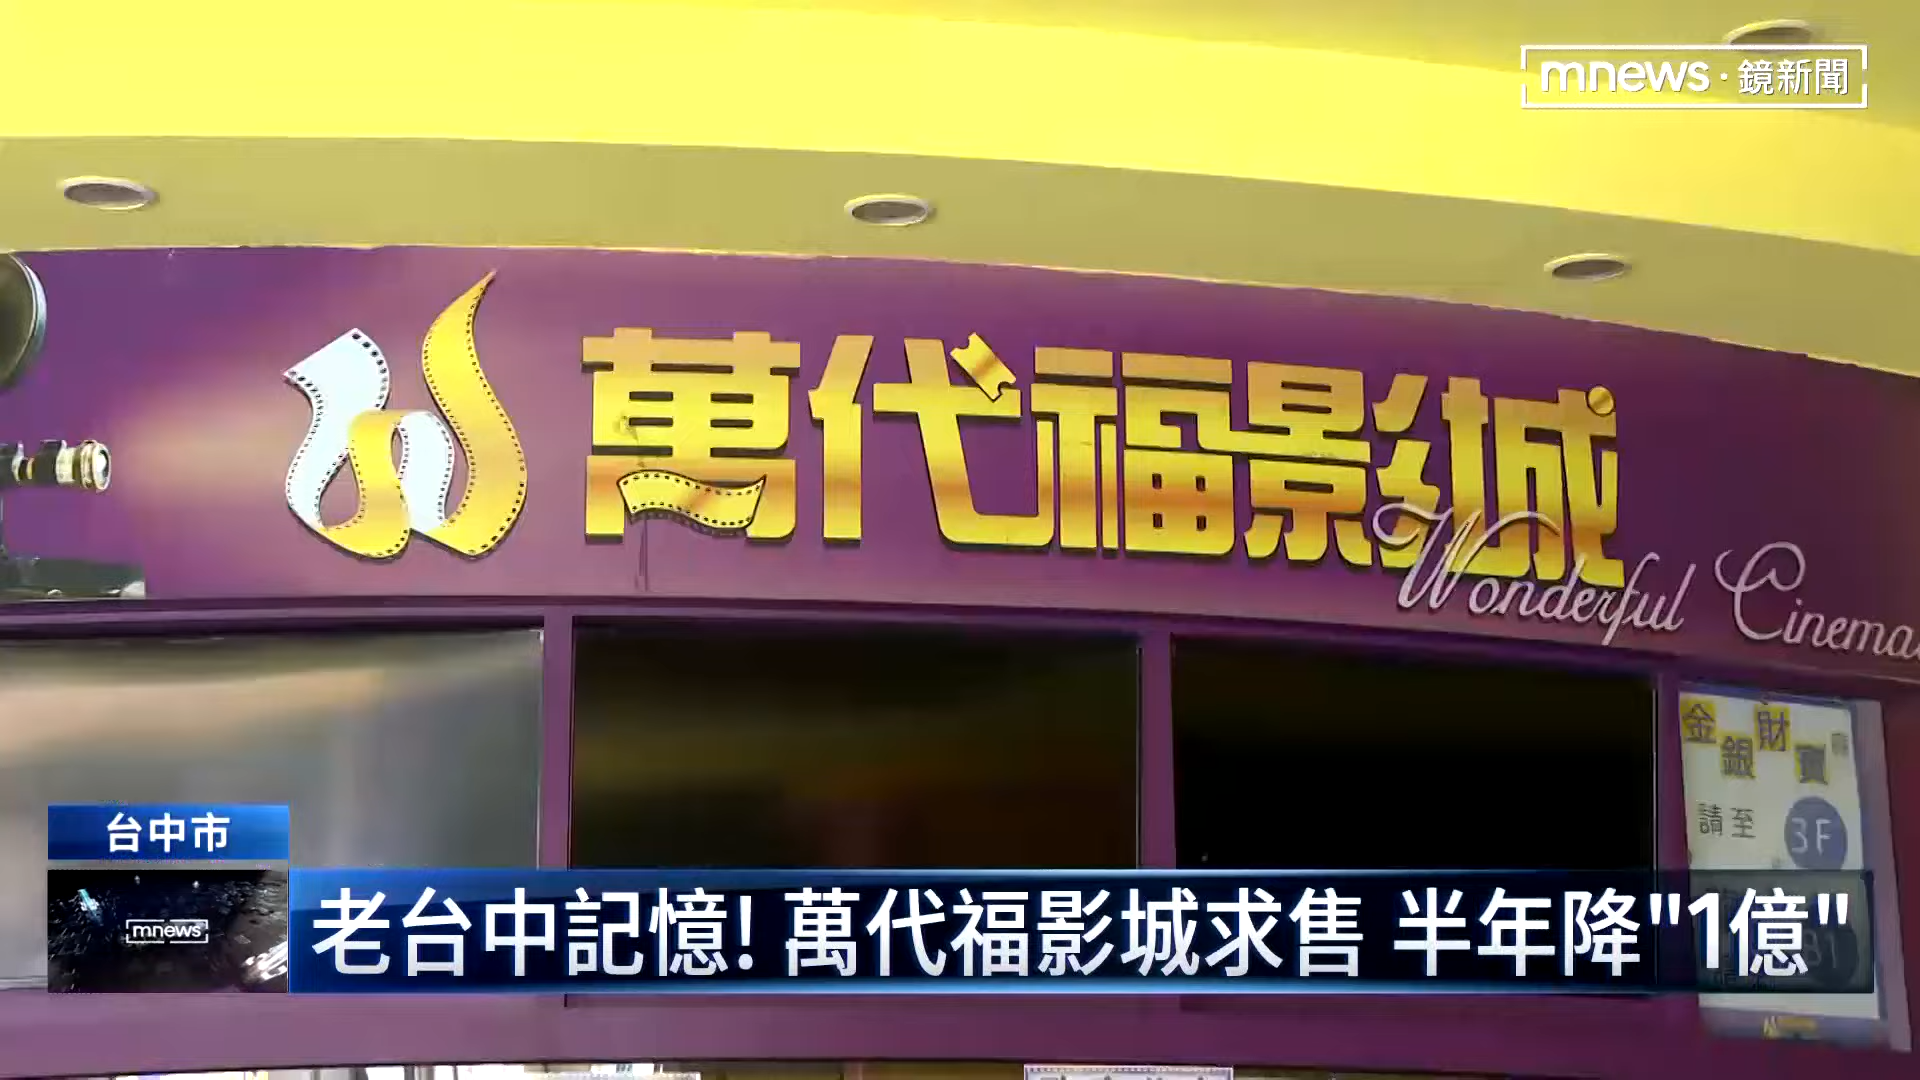 mnews·鏡新聞
萬代福影城
Wonderful Cinema
金銀財寶
請至
3F
台中市
mnews
老台中記憶! 萬代福影城求售 半年降"1億"